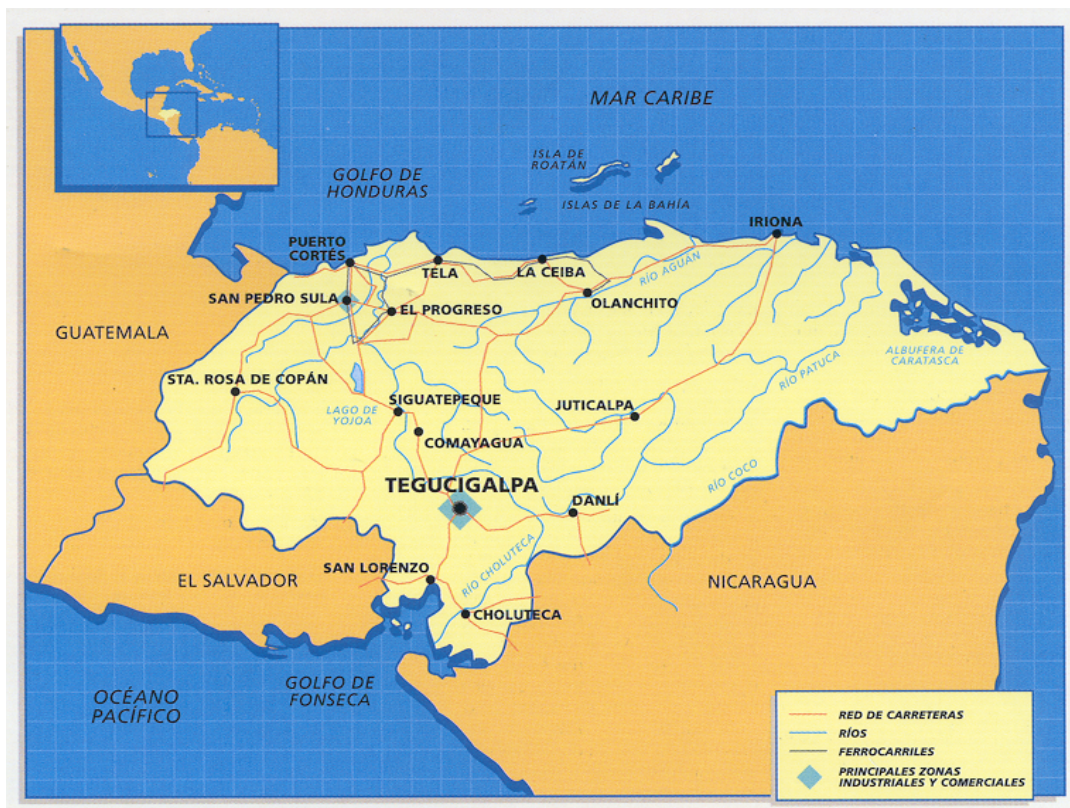 MAR CARIBE
ISLA DE
ROATÁN
GOLFO DE
HONDURAS
ISLAS DE LA BAHÍA
IRIONA
PUERTO
CORTÉS
TELA
LA CEIBA
RÍO AGUÁN
SAN PEDRO SULA
OLANCHITO
EL PROGRESO
GUATEMALA
ALBUFERA DE
CARATASCA
RÍO PATUCA
STA. ROSA DE COPÁN
SIGUATEPEQUE
JUTICALPA
LAGO DE
YOJOA
COMAYAGUA
RÍO COCO
TEGUCIGALPA
DANLÍ
RÍO CHOLUTECA
SAN LORENZO
EL SALVADOR
NICARAGUA
CHOLUTECA
GOLFO DE
FONSECA
OCÉANO
PACÍFICO
RED DE CARRETERAS
RÍOS
FERROCARRILES
PRINCIPALES ZONAS
INDUSTRIALES Y COMERCIALES